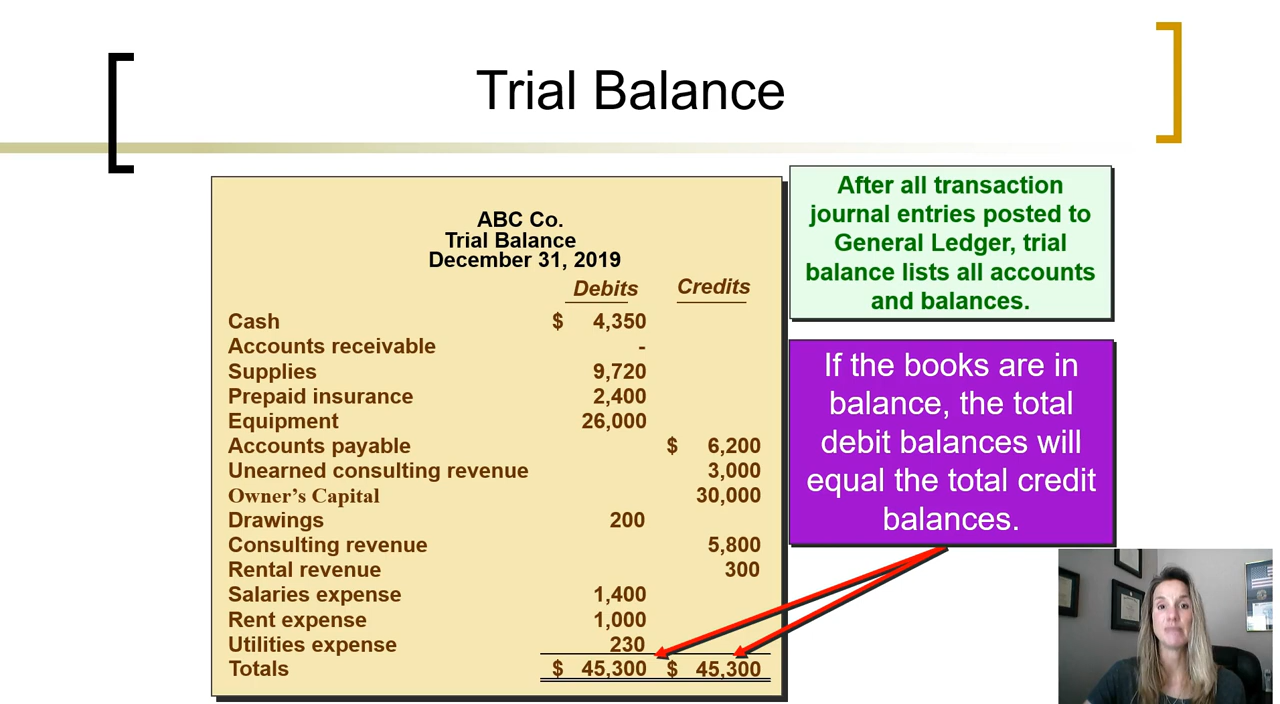 Trial Balance
ABC Co.
Trial Balance
December 31, 2019
Debits Credits
Cash $ 4,350
Accounts receivable -
Supplies 9,720
Prepaid insurance 2,400
Equipment 26,000
Accounts payable $ 6,200
Unearned consulting revenue 3,000
Owner’s Capital 30,000
Drawings 200
Consulting revenue 5,800
Rental revenue 300
Salaries expense 1,400
Rent expense 1,000
Utilities expense 230
Totals $ 45,300 $ 45,300
After all transaction
journal entries posted to
General Ledger, trial
balance lists all accounts
and balances.
If the books are in
balance, the total
debit balances will
equal the total credit
balances.